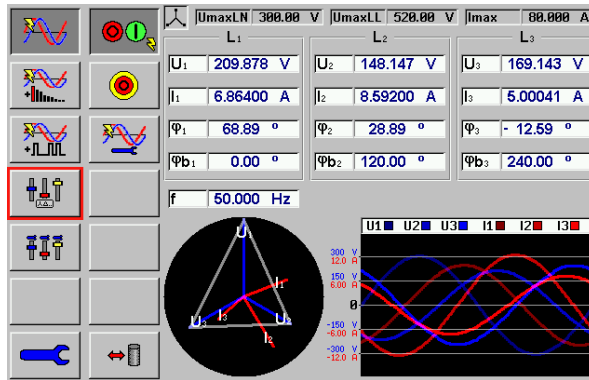 UmaxLN 300.00 V UmaxLL 520.00 V Imax 80.000 A
L1 L2 L3
U1 209.878 V U2 148.147 V U3 169.143 V
I1 6.86400 A I2 8.59200 A I3 5.00041 A
φ1 68.89 º φ2 28.89 º φ3 - 12.59 º
φb1 0.00 º φb2 120.00 º φb3 240.00 º
f 50.000 Hz
U1 U2 U3 I1 I2 I3
300 V
12.0 A
150 V
6.00 A
0
-150 V
-6.00 A
-300 V
-12.0 A
U1
I1
U3 I3 U2
I2